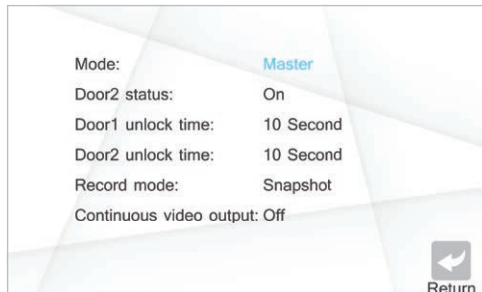 Mode: Master
Door2 status: On
Door1 unlock time: 10 Second
Door2 unlock time: 10 Second
Record mode: Snapshot
Continuous video output: Off
Return